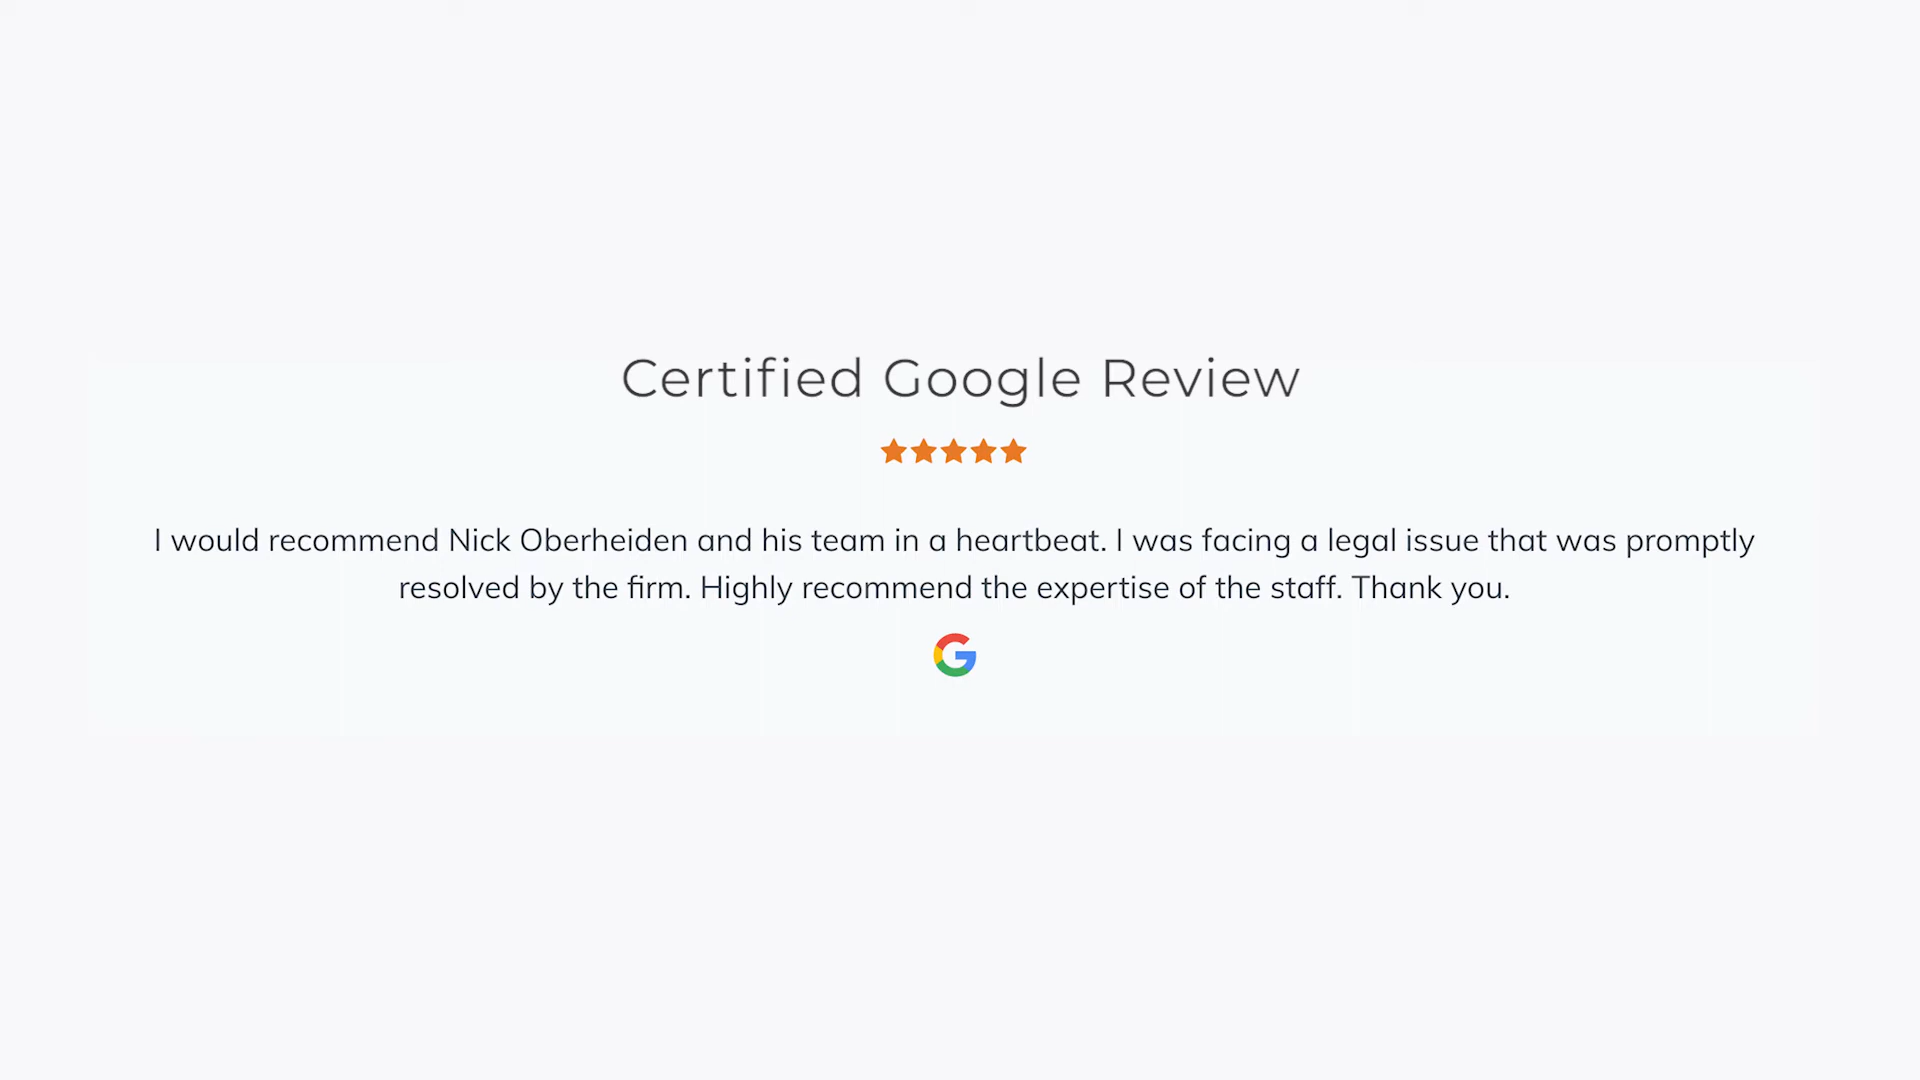 Certified Google Review
I would recommend Nick Oberheiden and his team in a heartbeat. I was facing a legal issue that was promptly
resolved by the firm. Highly recommend the expertise of the staff. Thank you.
G